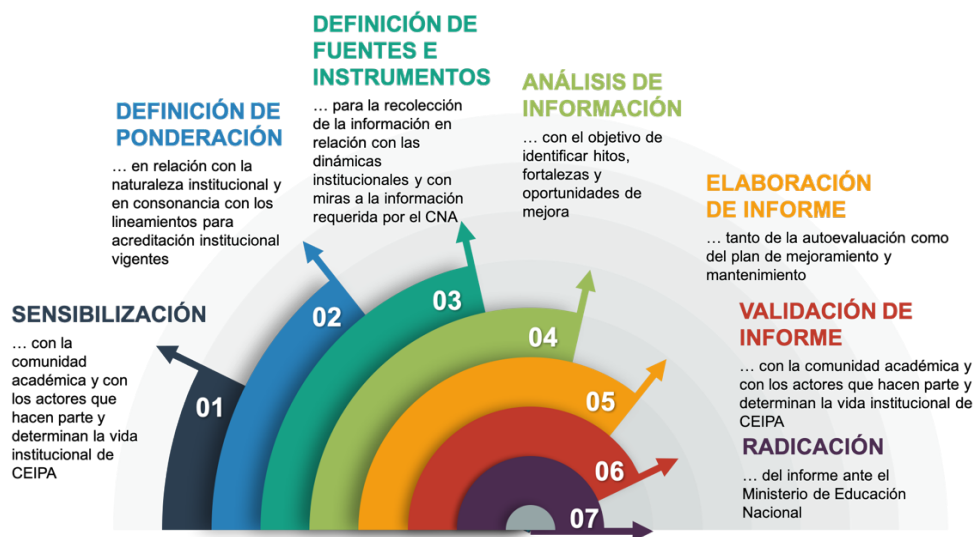 SENSIBILIZACIÓN
… con la
comunidad
académica y con
los actores que
hacen parte y
determinan la vida
institucional de
CEIPA
01
DEFINICIÓN DE
PONDERACIÓN
… en relación con la
naturaleza institucional y
en consonancia con los
lineamientos para
acreditación institucional
vigentes
02
DEFINICIÓN DE
FUENTES E
INSTRUMENTOS
… para la recolección
de la información en
relación con las
dinámicas
institucionales y con
miras a la información
requerida por el CNA
03
ANÁLISIS DE
INFORMACIÓN
… con el objetivo de
identificar hitos,
fortalezas y
oportunidades de
mejora
04
ELABORACIÓN
DE INFORME
… tanto de la autoevaluación como
del plan de mejoramiento y
mantenimiento
05
VALIDACIÓN DE
INFORME
… con la comunidad académica y
con los actores que hacen parte y
determinan la vida institucional de
CEIPA
06
RADICACIÓN
… del informe ante el
Ministerio de Educación
Nacional
07